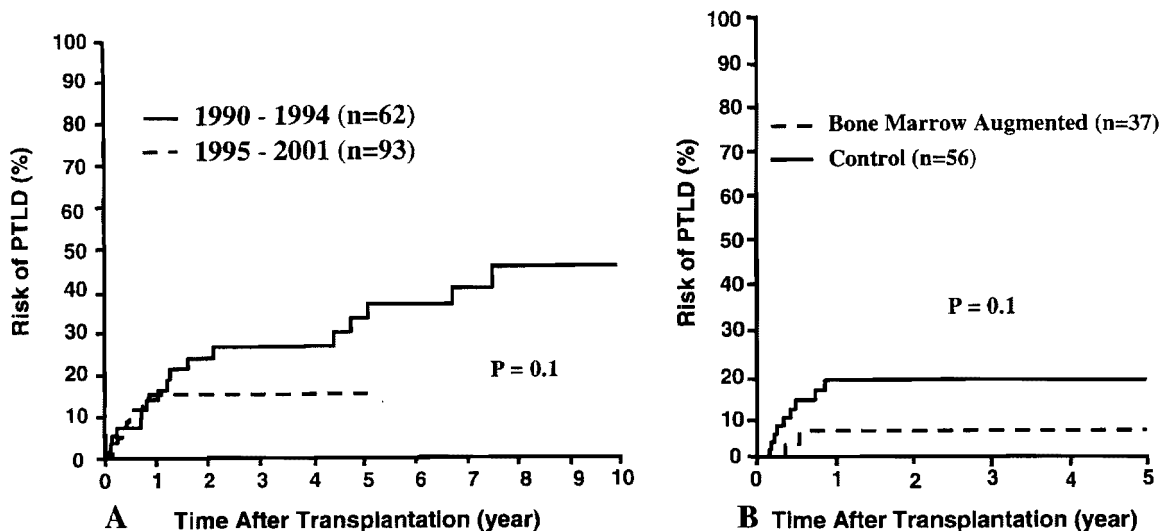 Risk of PTLD (%)
100
90
80
70
60
50
40
30
20
10
0
1990 - 1994 (n=62)
1995 - 2001 (n=93)
P = 0.1
0 1 2 3 4 5 6 7 8 9 10
A Time After Transplantation (year)
Risk of PTLD (%)
100
90
80
70
60
50
40
30
20
10
0
Bone Marrow Augmented (n=37)
Control (n=56)
P = 0.1
0 1 2 3 4 5
B Time After Transplantation (year)